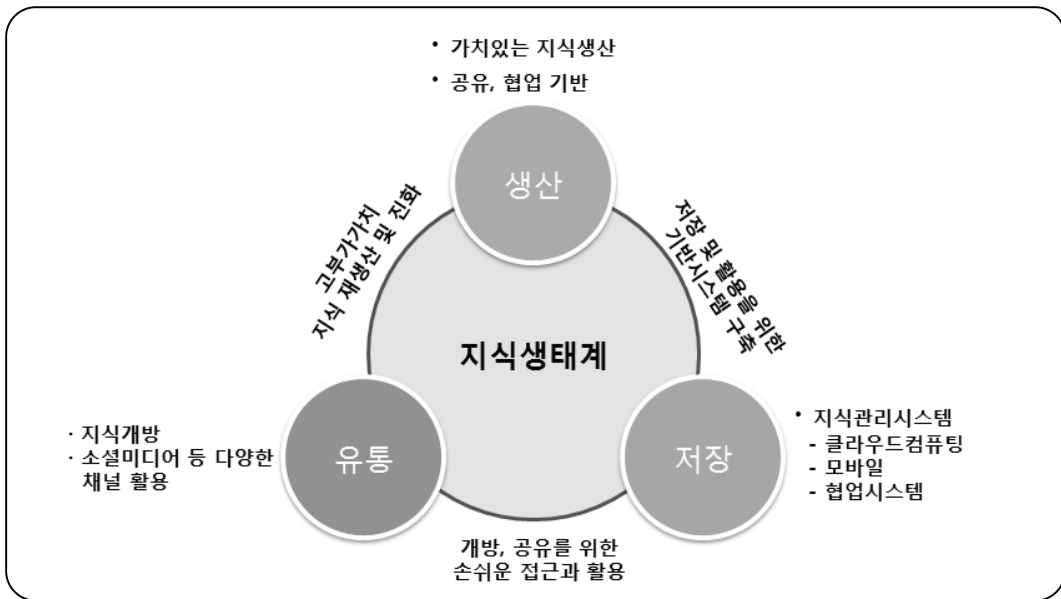 • 가치있는 지식생산
• 공유, 협업 기반
생산
고부가가치
지식 재생산 및 진화
저장 및 활용을 위한
기반시스템 구축
지식생태계
· 지식개방
· 소셜미디어 등 다양한
채널 활용
유통
저장
• 지식관리시스템
- 클라우드컴퓨팅
- 모바일
- 협업시스템
개방, 공유를 위한
손쉬운 접근과 활용